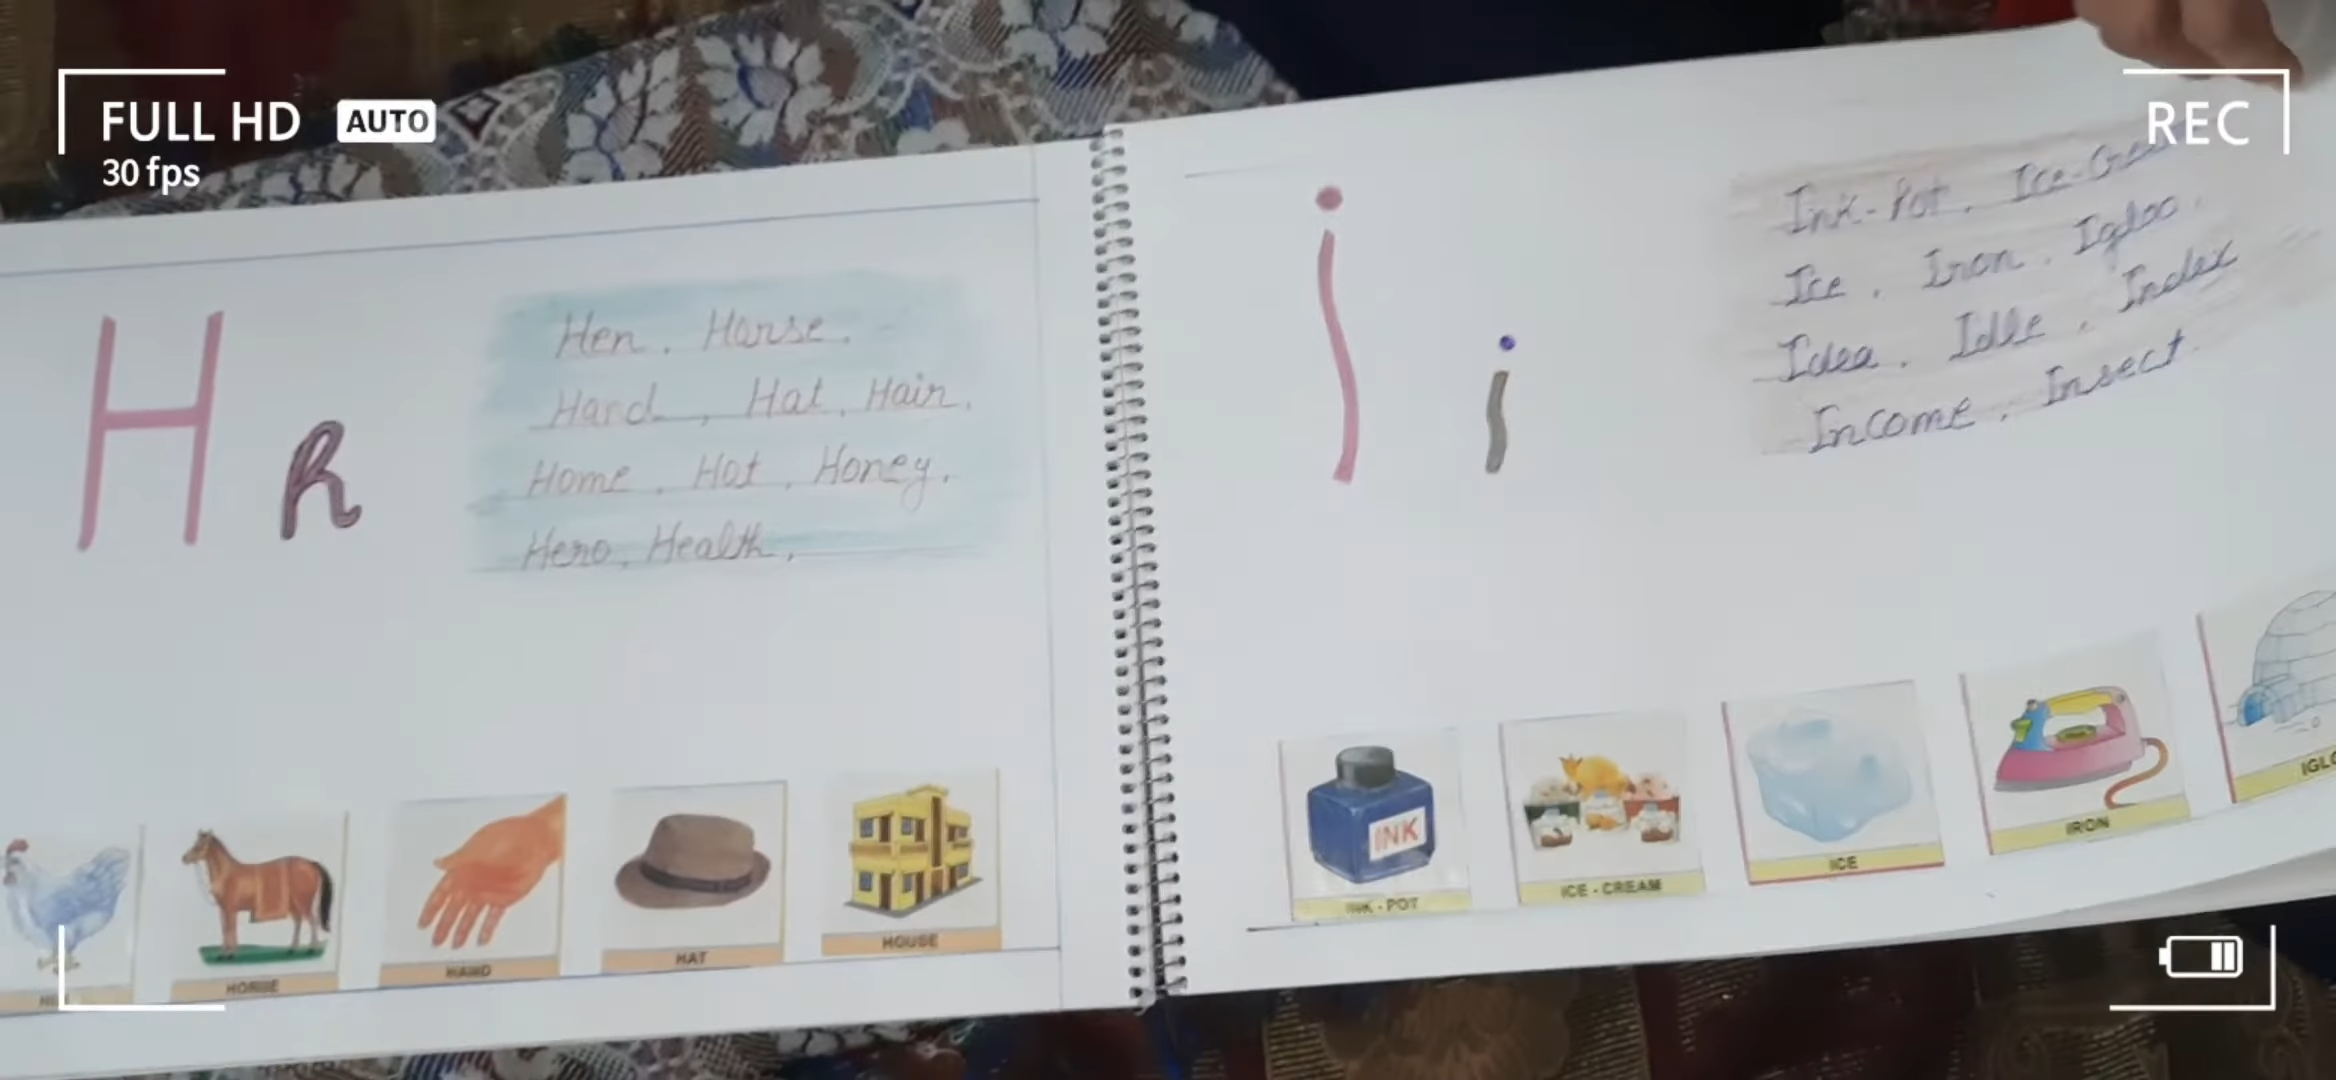 FULL HD AUTO
30 fps
REC
H h
Hen, Horse,
Hand, Hat, Hair,
Home, Hot, Honey,
Hero, Health,
HORSE
HAND
HAT
HOUSE
i i
Ink-Pot, Ice-Crea
Ice, Iron, Igloo,
Idea, Idle, Index
Income, Insect.
INK
INK - POT
ICE - CREAM
ICE
IRON
IGLO